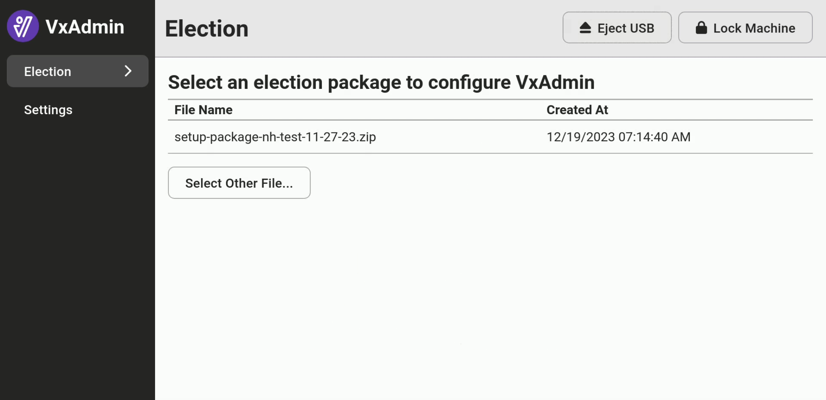 VxAdmin
Election
Settings
Election
Eject USB
Lock Machine
Select an election package to configure VxAdmin
File Name Created At
setup-package-nh-test-11-27-23.zip 12/19/2023 07:14:40 AM
Select Other File...